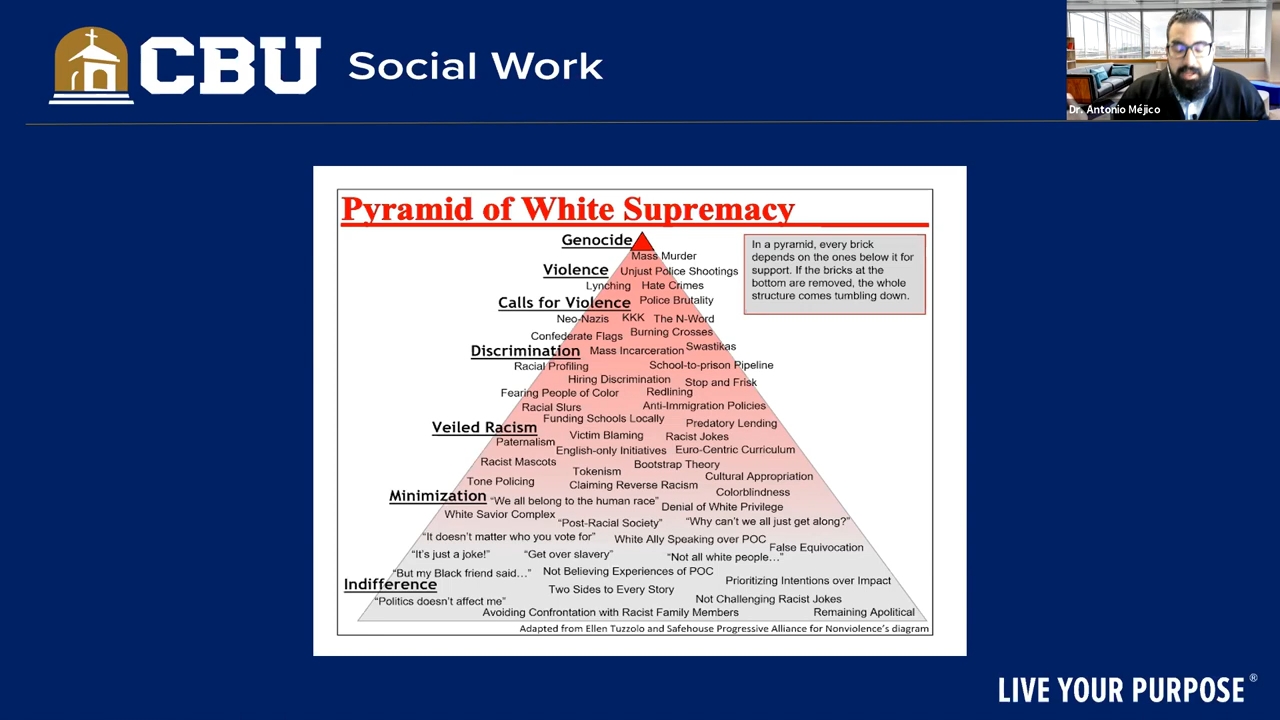 CBU Social Work
Dr. Antonio Méjico
Pyramid of White Supremacy
In a pyramid, every brick
depends on the ones below it for
support. If the bricks at the
bottom are removed, the whole
structure comes tumbling down.
Genocide
Mass Murder
Violence Unjust Police Shootings
Lynching Hate Crimes
Calls for Violence Police Brutality
Neo-Nazis KKK The N-Word
Confederate Flags Burning Crosses
Discrimination Mass Incarceration Swastikas
Racial Profiling School-to-prison Pipeline
Hiring Discrimination Stop and Frisk
Fearing People of Color Redlining
Racial Slurs Anti-Immigration Policies
Funding Schools Locally Predatory Lending
Veiled Racism Victim Blaming Racist Jokes
Paternalism English-only Initiatives Euro-Centric Curriculum
Racist Mascots Tokenism Bootstrap Theory
Tone Policing Claiming Reverse Racism Cultural Appropriation
Colorblindness
Minimization "We all belong to the human race" Denial of White Privilege
White Savior Complex "Post-Racial Society" "Why can't we all just get along?"
"It doesn't matter who you vote for" White Ally Speaking over POC False Equivocation
"It's just a joke!" "Get over slavery" "Not all white people…"
"But my Black friend said…" Not Believing Experiences of POC
Indifference Two Sides to Every Story Prioritizing Intentions over Impact
"Politics doesn't affect me" Not Challenging Racist Jokes
Avoiding Confrontation with Racist Family Members Remaining Apolitical
Adapted from Ellen Tuzzolo and Safehouse Progressive Alliance for Nonviolence's diagram
LIVE YOUR PURPOSE®